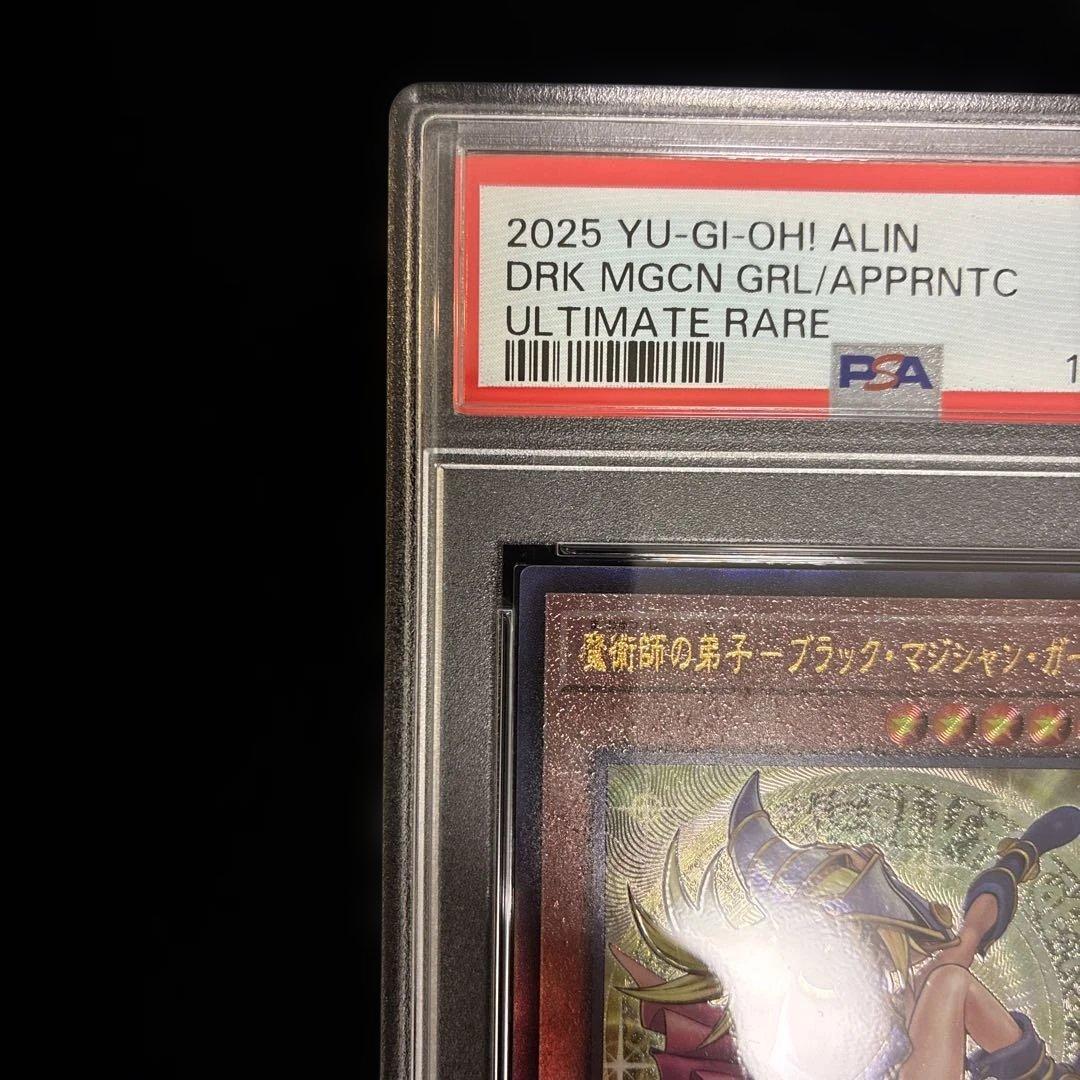 2025 YU-GI-OH! ALIN
DRK MGCN GRL/APPRNTC
ULTIMATE RARE
PSA
1
魔術師の弟子－ブラック・マジシャン・ガー